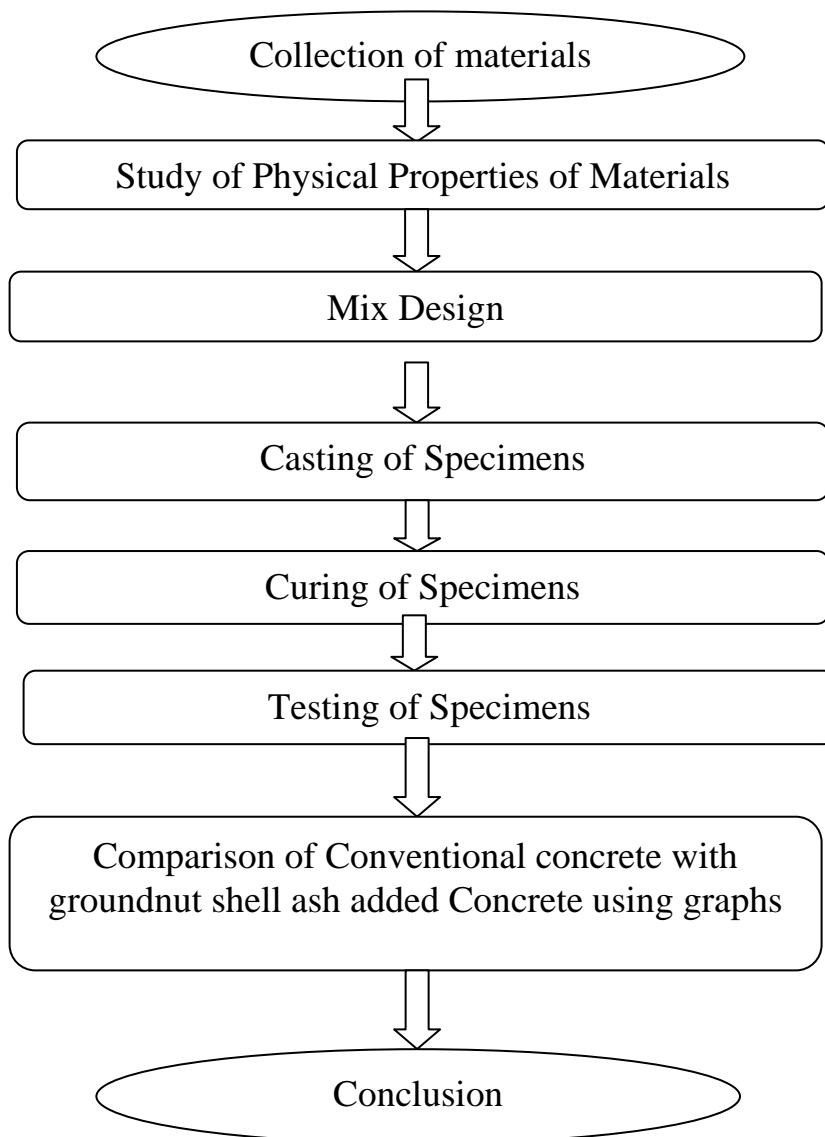 Collection of materials
Study of Physical Properties of Materials
Mix Design
Casting of Specimens
Curing of Specimens
Testing of Specimens
Comparison of Conventional concrete with
groundnut shell ash added Concrete using graphs
Conclusion